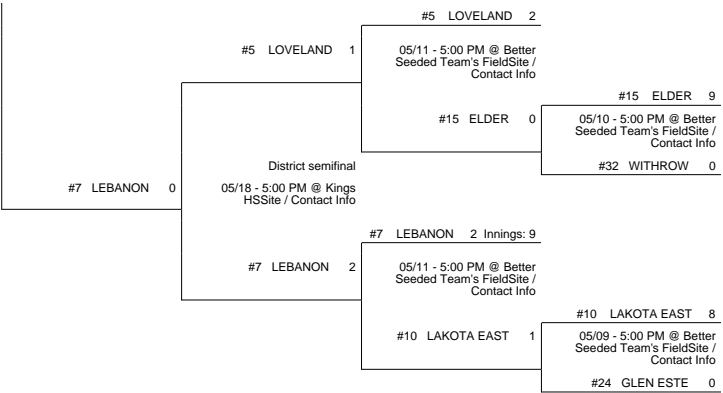 #5 LOVELAND 2
#5 LOVELAND 1
05/11 - 5:00 PM @ Better
Seeded Team's FieldSite /
Contact Info
#15 ELDER 9
#15 ELDER 0
05/10 - 5:00 PM @ Better
Seeded Team's FieldSite /
Contact Info
#32 WITHROW 0
District semifinal
#7 LEBANON 0
05/18 - 5:00 PM @ Kings
HSSite / Contact Info
#7 LEBANON 2 Innings: 9
#7 LEBANON 2
05/11 - 5:00 PM @ Better
Seeded Team's FieldSite /
Contact Info
#10 LAKOTA EAST 8
#10 LAKOTA EAST 1
05/09 - 5:00 PM @ Better
Seeded Team's FieldSite /
Contact Info
#24 GLEN ESTE 0